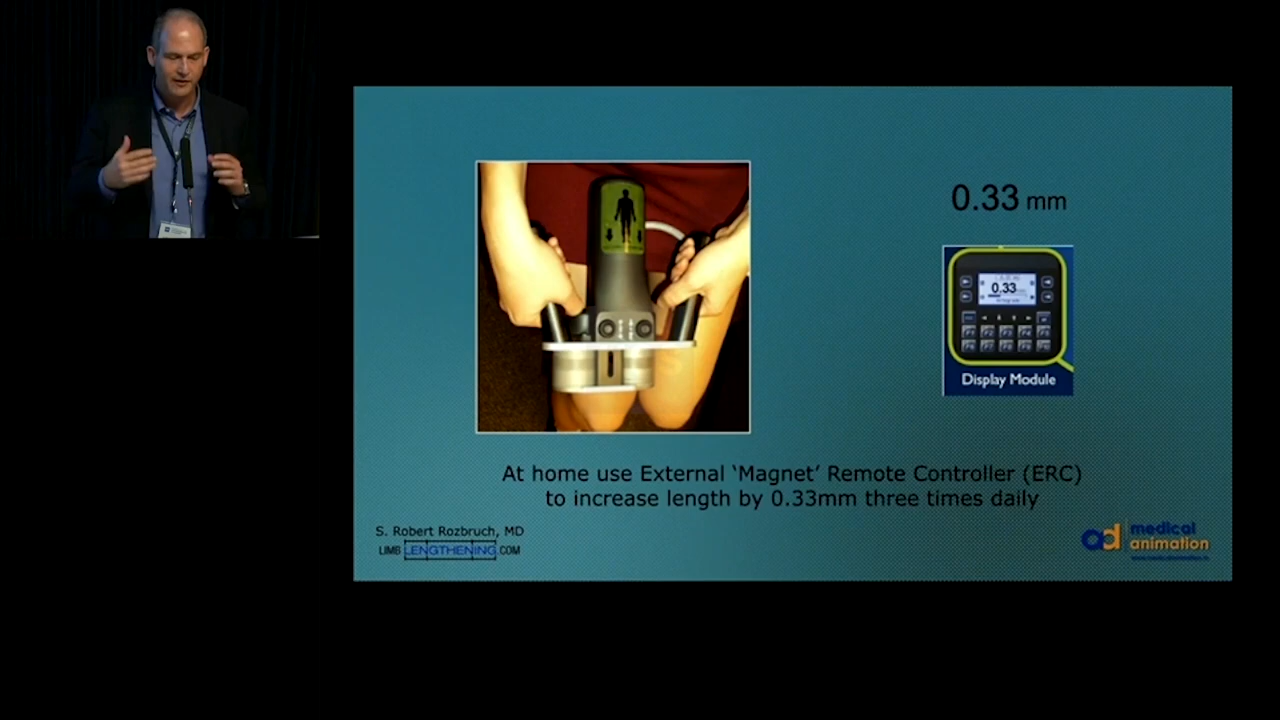 0.33 mm
0.33
Display Module
At home use External ‘Magnet’ Remote Controller (ERC)
to increase length by 0.33mm three times daily
S. Robert Rozbruch, MD
LIMB LENGTHENING.COM
ad medical
animation